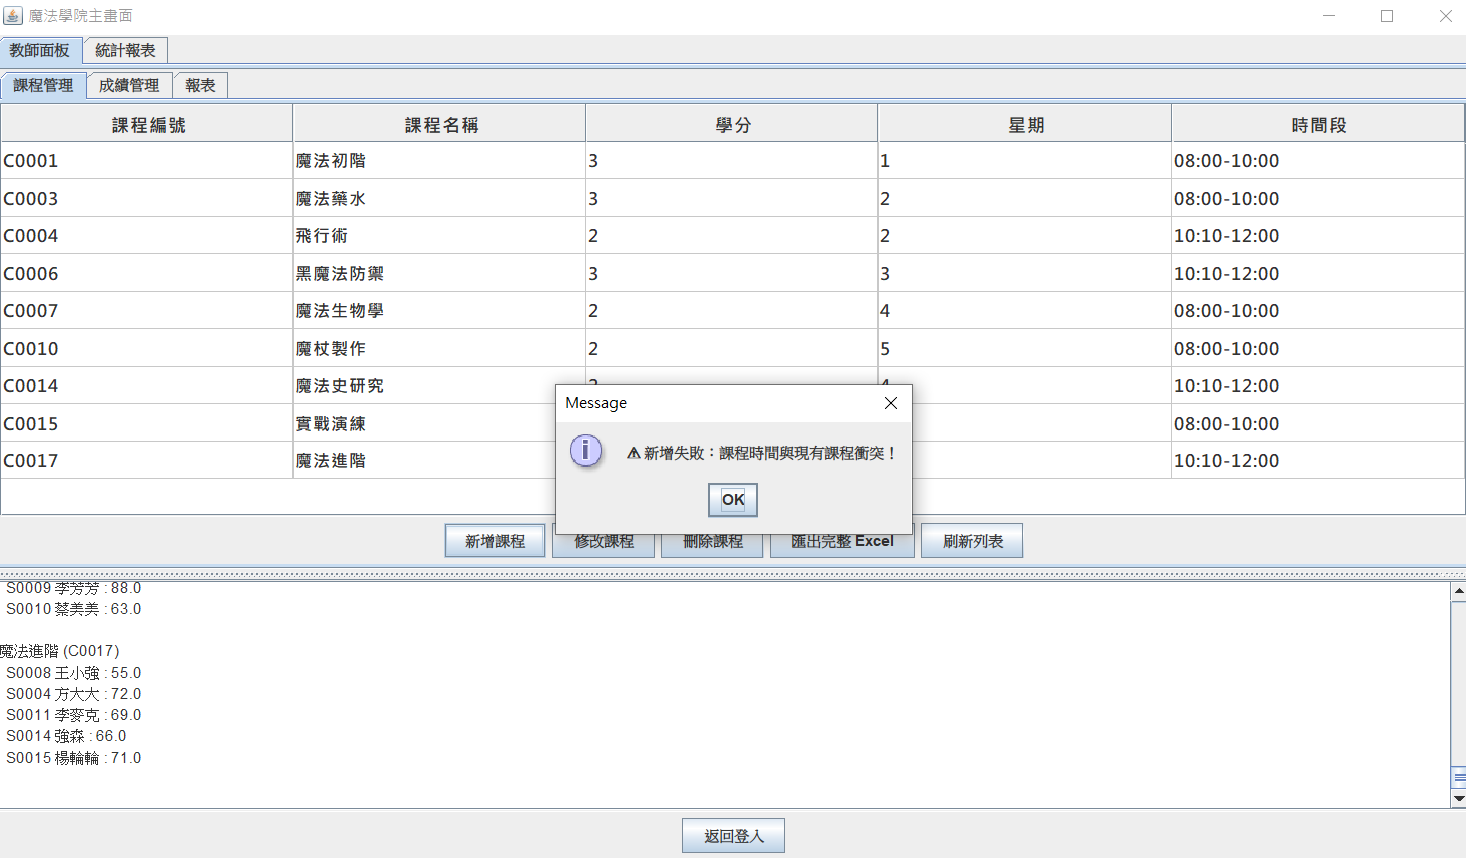 魔法學院主畫面
教師面板 統計報表
課程管理 成績管理 報表
課程編號 課程名稱 學分 星期 時間段
C0001 魔法初階 3 1 08:00-10:00
C0003 魔法藥水 3 2 08:00-10:00
C0004 飛行術 2 2 10:10-12:00
C0006 黑魔法防禦 3 3 10:10-12:00
C0007 魔法生物學 2 4 08:00-10:00
C0010 魔杖製作 2 5 08:00-10:00
C0014 魔法史研究 10:10-12:00
C0015 實戰演練 08:00-10:00
C0017 魔法進階 10:10-12:00
Message
⚠新增失敗：課程時間與現有課程衝突！
OK
新增課程 修改課程 刪除課程 匯出完整 Excel 刷新列表
S0009 李芳芳 : 88.0
S0010 蔡美美 : 63.0
魔法進階 (C0017)
S0008 王小強 : 55.0
S0004 方大大 : 72.0
S0011 李麥克 : 69.0
S0014 強森 : 66.0
S0015 楊輪輪 : 71.0
返回登入